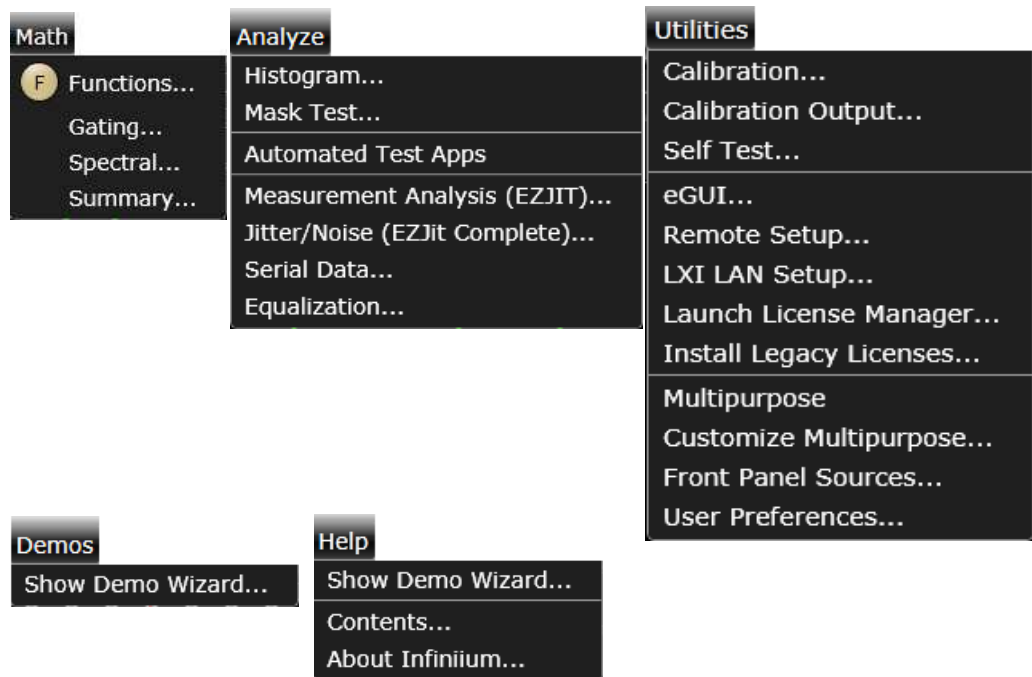 Math
F Functions...
Gating...
Spectral...
Summary...
Analyze
Histogram...
Mask Test...
Automated Test Apps
Measurement Analysis (EZJIT)...
Jitter/Noise (EZJit Complete)...
Serial Data...
Equalization...
Utilities
Calibration...
Calibration Output...
Self Test...
eGUI...
Remote Setup...
LXI LAN Setup...
Launch License Manager...
Install Legacy Licenses...
Multipurpose
Customize Multipurpose...
Front Panel Sources...
User Preferences...
Demos
Show Demo Wizard...
Help
Show Demo Wizard...
Contents...
About Infiniium...